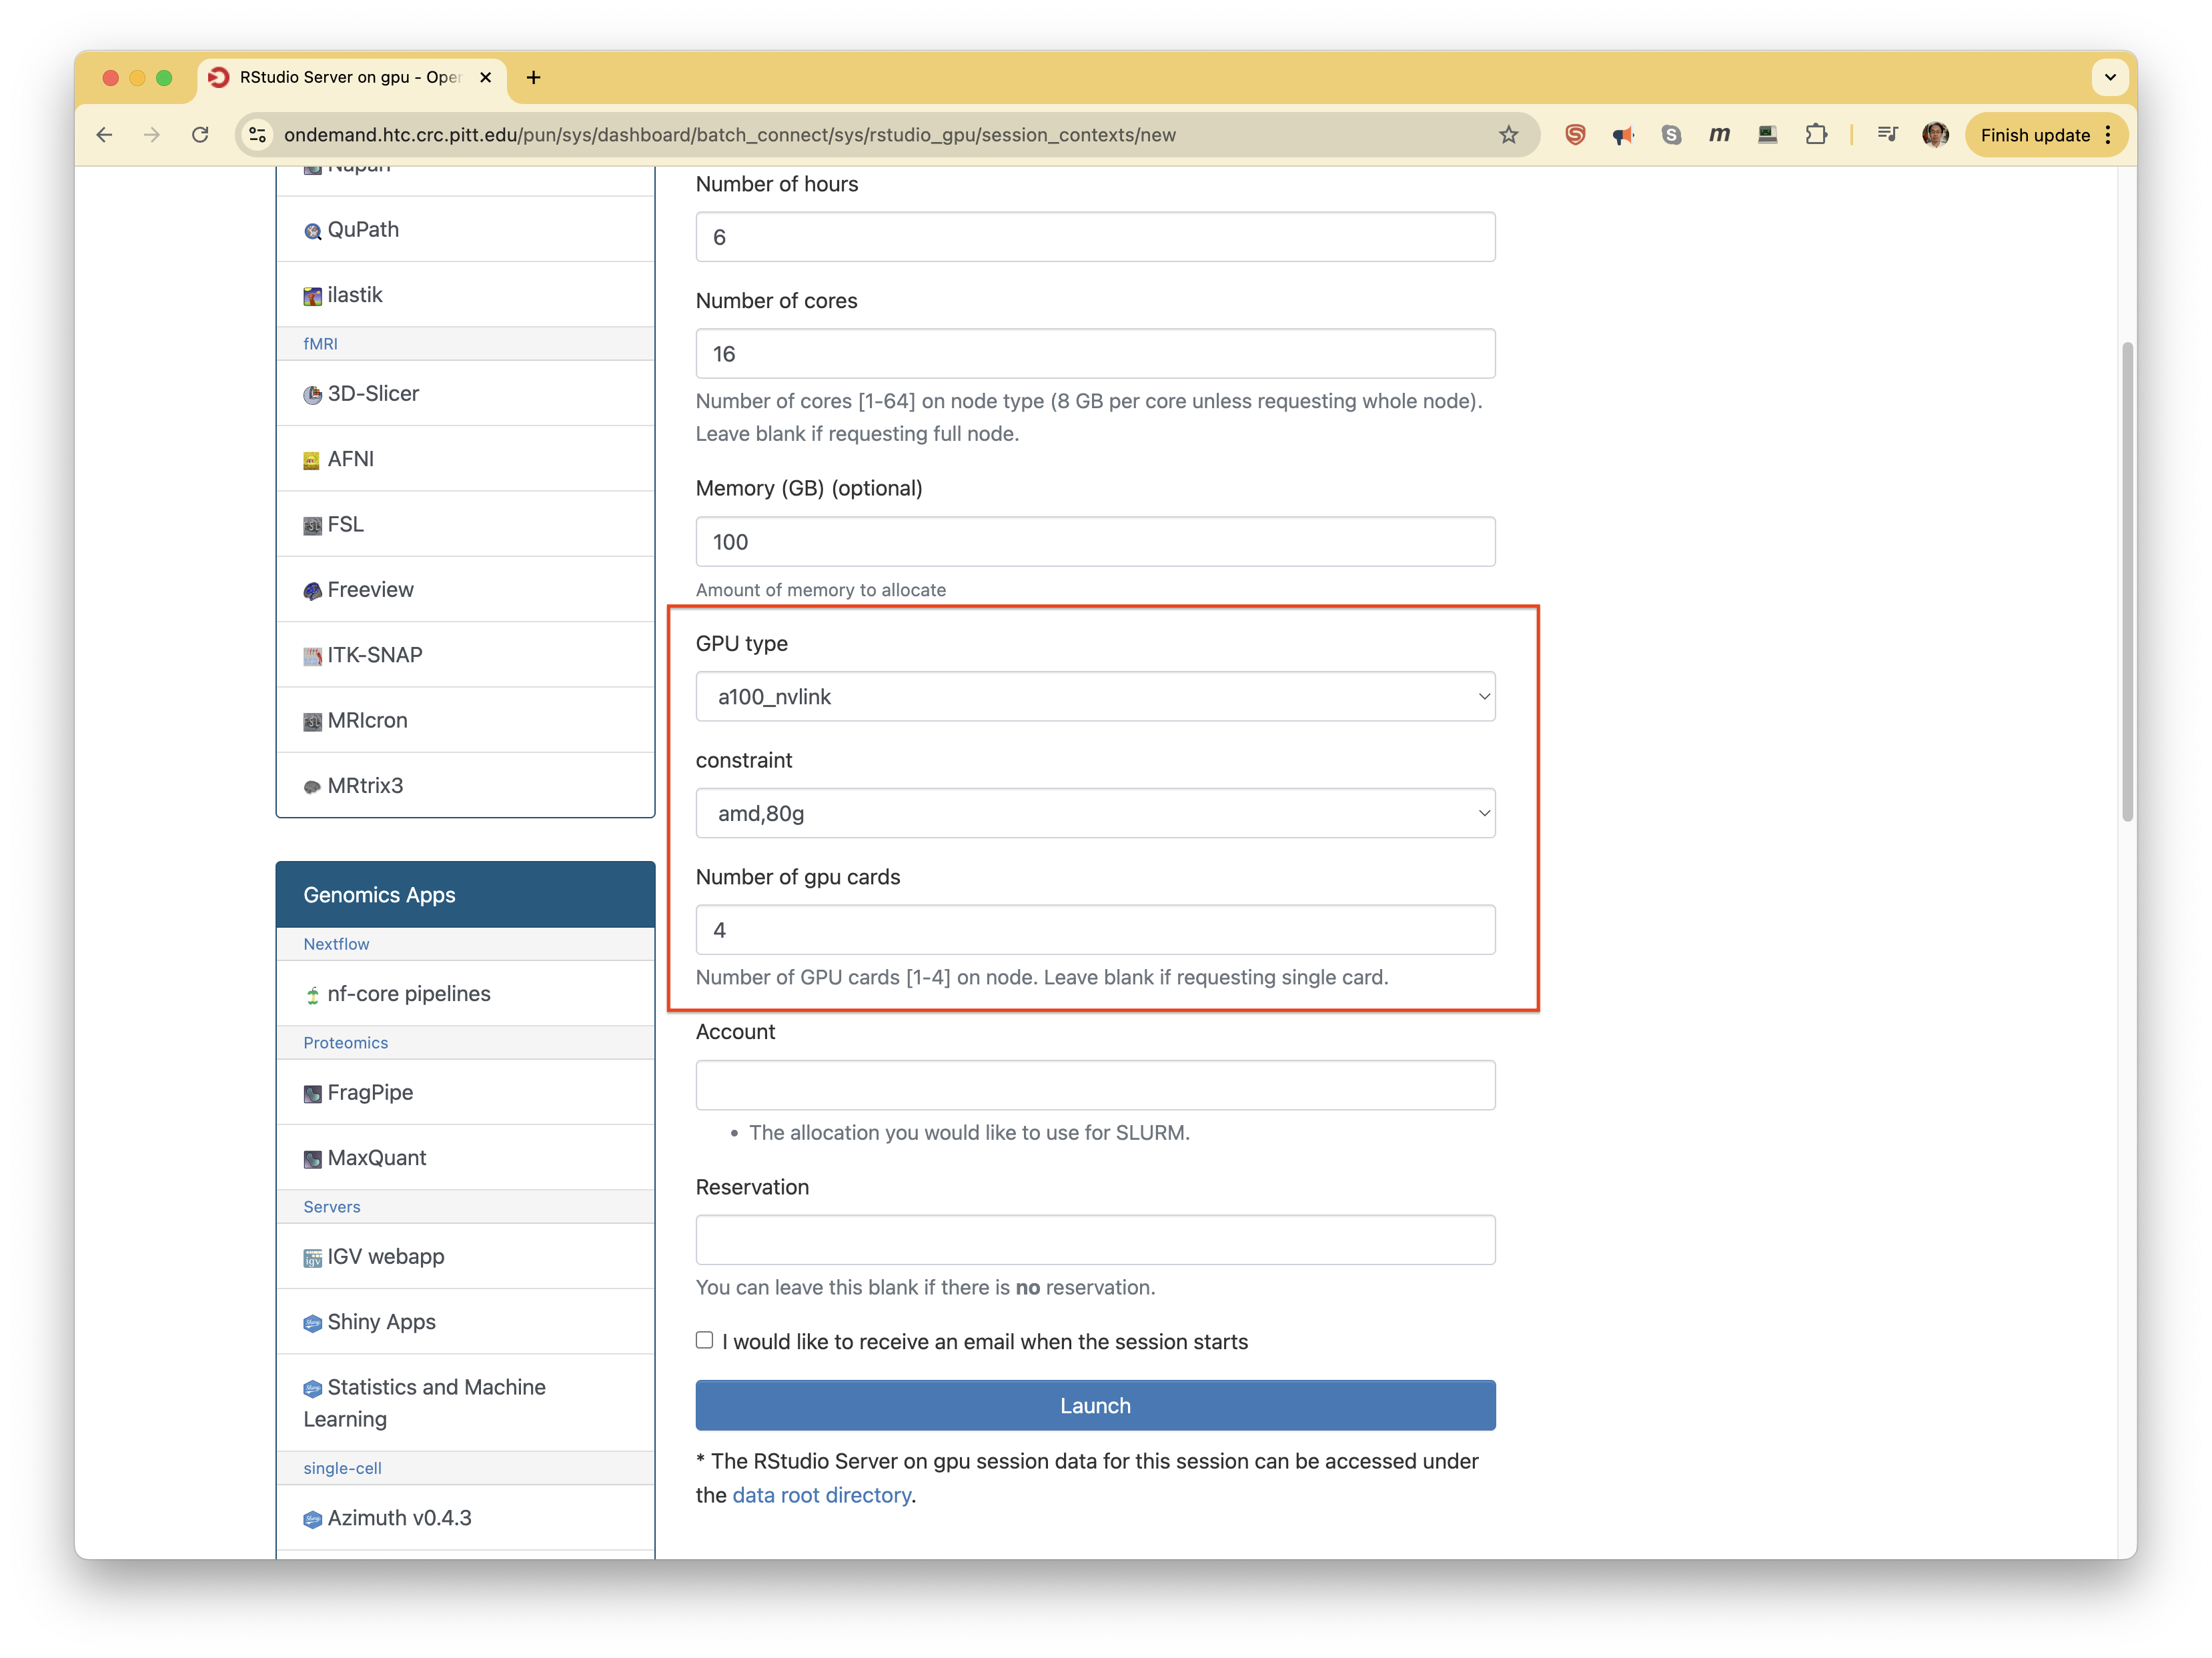 RStudio Server on gpu - Oper
ondemand.htc.crc.pitt.edu/pun/sys/dashboard/batch_connect/sys/rstudio_gpu/session_contexts/new
Finish update
Napari
QuPath
ilastik
fMRI
3D-Slicer
AFNI
FSL
Freeview
ITK-SNAP
MRIcron
MRtrix3
Genomics Apps
Nextflow
nf-core pipelines
Proteomics
FragPipe
MaxQuant
Servers
IGV webapp
Shiny Apps
Statistics and Machine
Learning
single-cell
Azimuth v0.4.3
Number of hours
6
Number of cores
16
Number of cores [1-64] on node type (8 GB per core unless requesting whole node).
Leave blank if requesting full node.
Memory (GB) (optional)
100
Amount of memory to allocate
GPU type
a100_nvlink
constraint
amd,80g
Number of gpu cards
4
Number of GPU cards [1-4] on node. Leave blank if requesting single card.
Account
• The allocation you would like to use for SLURM.
Reservation
You can leave this blank if there is no reservation.
I would like to receive an email when the session starts
Launch
* The RStudio Server on gpu session data for this session can be accessed under
the data root directory.